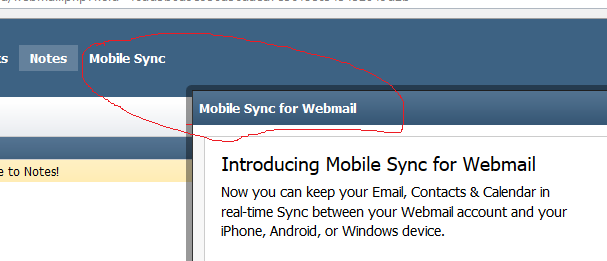 Notes Mobile Sync
Mobile Sync for Webmail
e to Notes!
Introducing Mobile Sync for Webmail
Now you can keep your Email, Contacts & Calendar in
real-time Sync between your Webmail account and your
iPhone, Android, or Windows device.